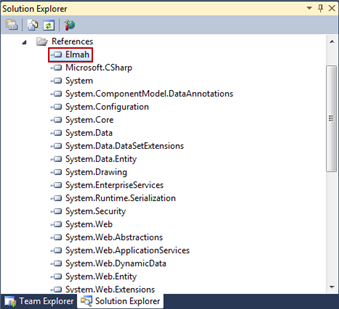 Solution Explorer
References
Elmah
Microsoft.CSharp
System
System.ComponentModel.DataAnnotations
System.Configuration
System.Core
System.Data
System.Data.DataSetExtensions
System.Data.Entity
System.Drawing
System.EnterpriseServices
System.Runtime.Serialization
System.Security
System.Web
System.Web.Abstractions
System.Web.ApplicationServices
System.Web.DynamicData
System.Web.Entity
System.Web.Extensions
Team Explorer Solution Explorer